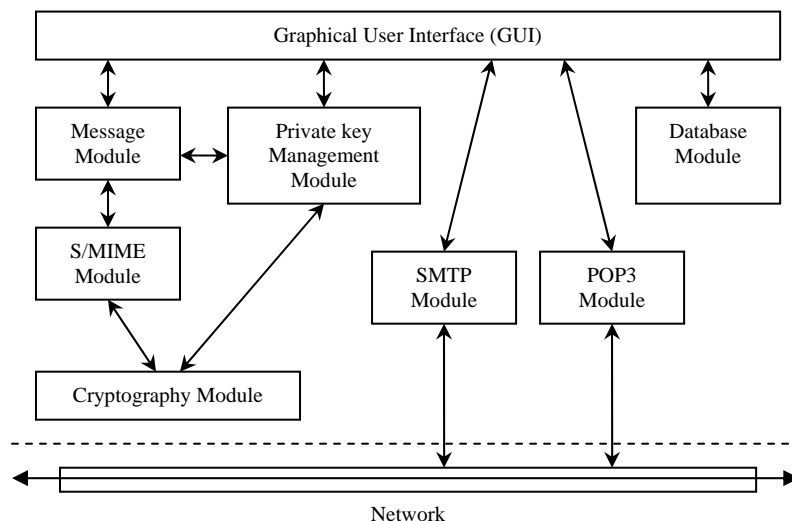 Graphical User Interface (GUI)
Message
Module
Private key
Management
Module
Database
Module
S/MIME
Module
SMTP
Module
POP3
Module
Cryptography Module
Network